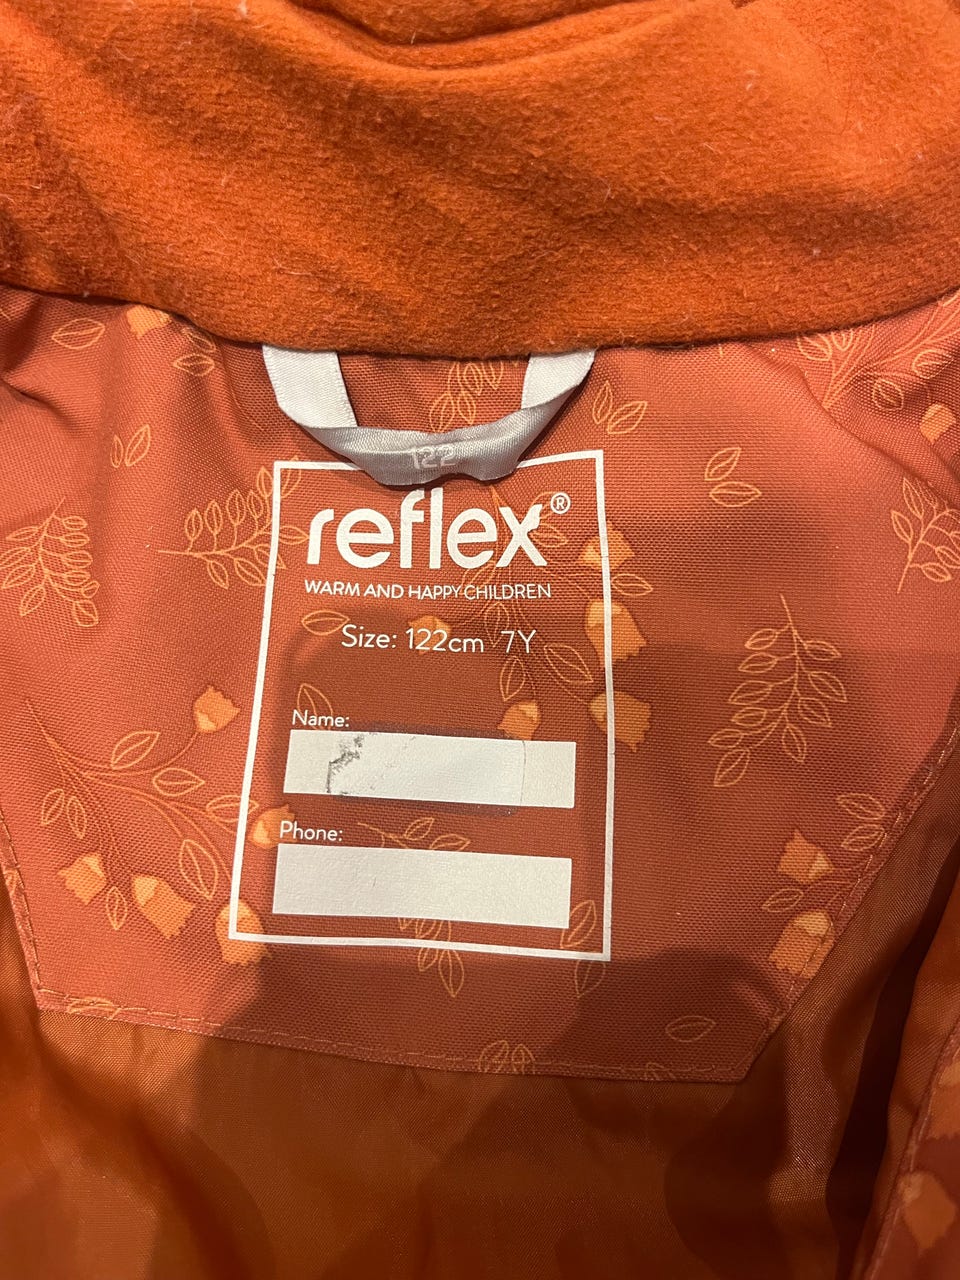 122
reflex®
WARM AND HAPPY CHILDREN
Size: 122cm 7Y
Name:
Phone: